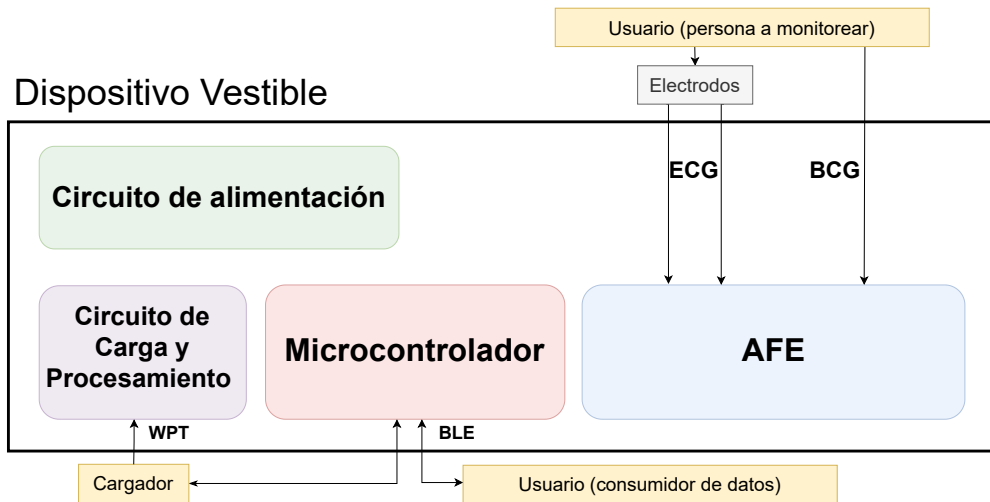 Usuario (persona a monitorear)
Electrodos
Dispositivo Vestible
ECG
BCG
Circuito de alimentación
Circuito de
Carga y
Procesamiento
Microcontrolador
AFE
WPT
BLE
Cargador
Usuario (consumidor de datos)